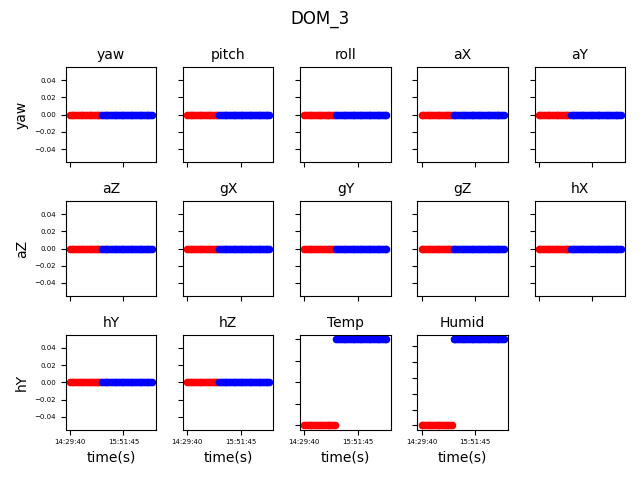 DOM_3
yaw pitch roll aX aY
yaw
0.04
0.02
0.00
−0.02
−0.04
aZ gX gY gZ hX
aZ
0.04
0.02
0.00
−0.02
−0.04
hY hZ Temp Humid
hY
0.04
0.02
0.00
−0.02
−0.04
14:29:40 15:51:45 14:29:40 15:51:45 14:29:40 15:51:45 14:29:40 15:51:45
time(s) time(s) time(s) time(s)